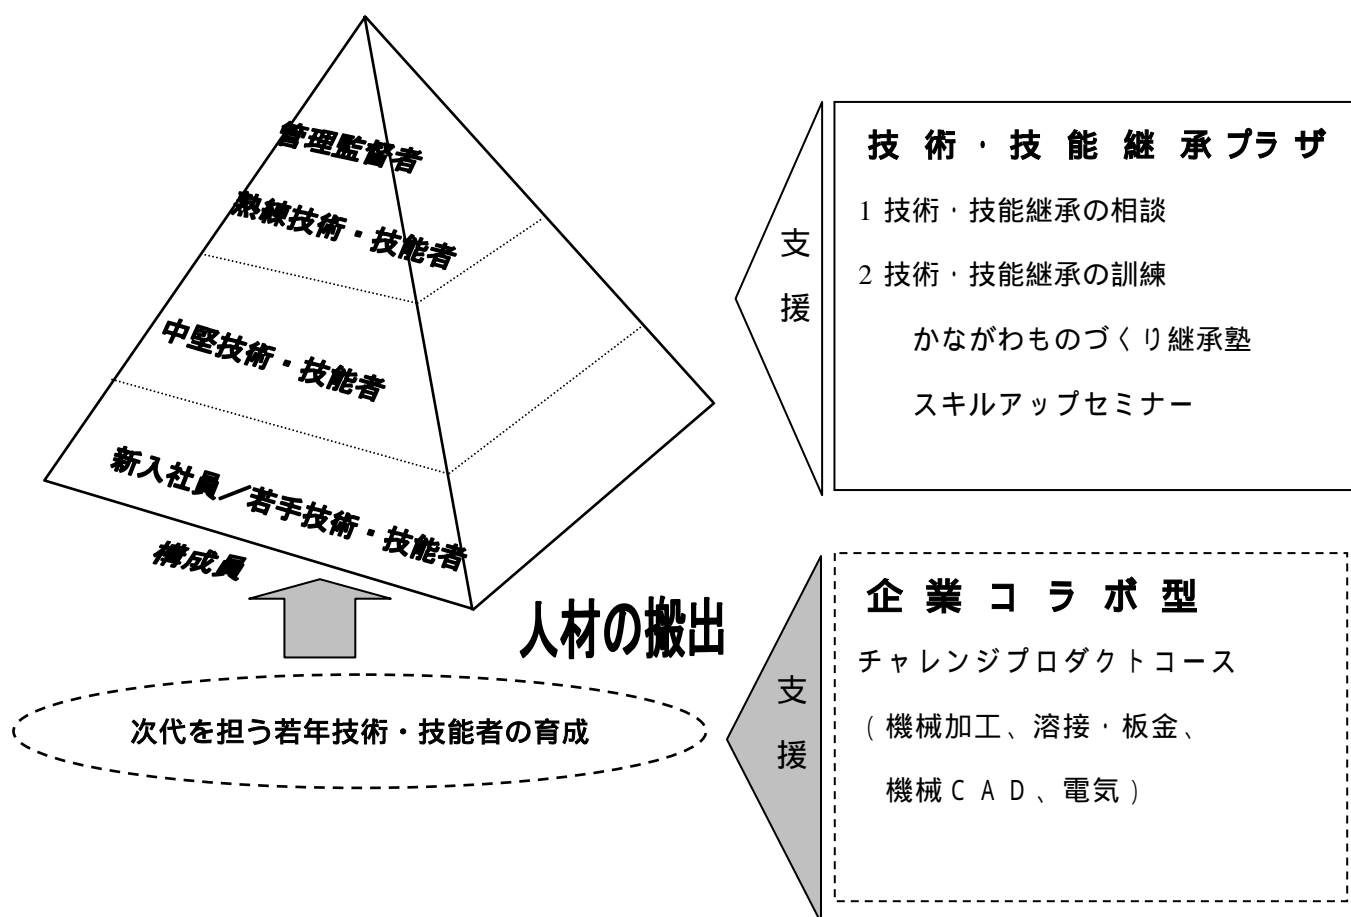 管理監督者
熟練技術・技能者
中堅技術・技能者
新入社員／若手技術・技能者
構成員
人材の搬出
次代を担う若年技術・技能者の育成
支援
技術・技能継承プラザ
1 技術・技能継承の相談
2 技術・技能継承の訓練
かながわものづくり継承塾
スキルアップセミナー
支援
企業コラボ型
チャレンジプロダクトコース
（機械加工、溶接・板金、
機械ＣＡＤ、電気）